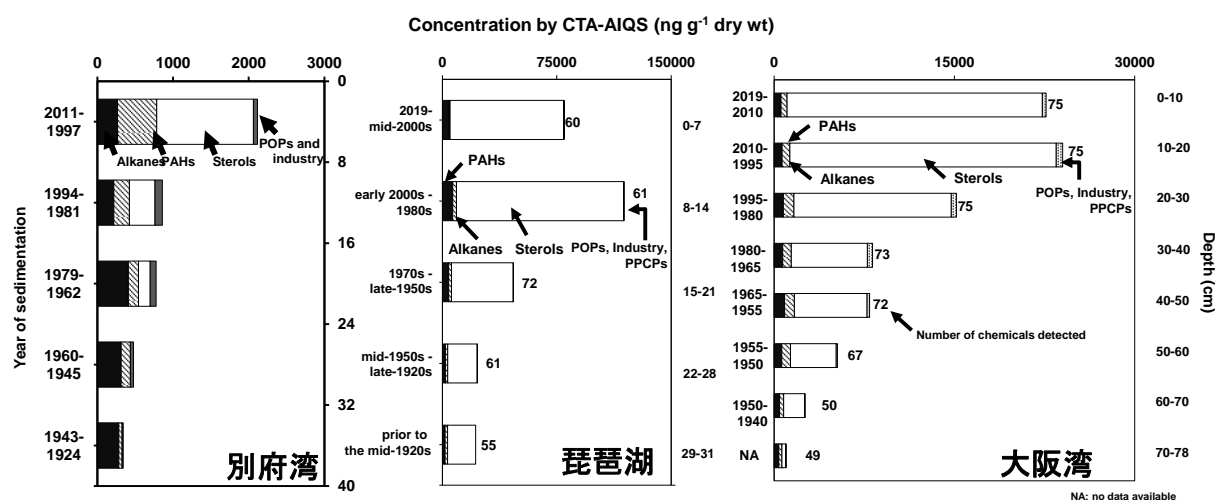 Concentration by CTA-AIQS (ng g-1 dry wt)
Year of sedimentation
0
1000
2000
3000
0
8
16
24
32
40
2011-
1997
1994-
1981
1979-
1962
1960-
1945
1943-
1924
Alkanes
PAHs
Sterols
POPs and
industry
別府湾
0
75000
150000
2019-
mid-2000s
60
0-7
PAHs
early 2000s -
1980s
61
8-14
Alkanes
Sterols
POPs, Industry,
PPCPs
1970s -
late-1950s
72
15-21
mid-1950s -
late-1920s
61
22-28
prior to
the mid-1920s
55
29-31
琵琶湖
0
15000
30000
2019-
2010
75
0-10
PAHs
2010-
1995
75
10-20
Alkanes
Sterols
POPs, Industry,
PPCPs
1995-
1980
75
20-30
1980-
1965
73
30-40
1965-
1955
72
40-50
Number of chemicals detected
1955-
1950
67
50-60
1950-
1940
50
60-70
NA
49
70-78
大阪湾
Depth (cm)
NA: no data available